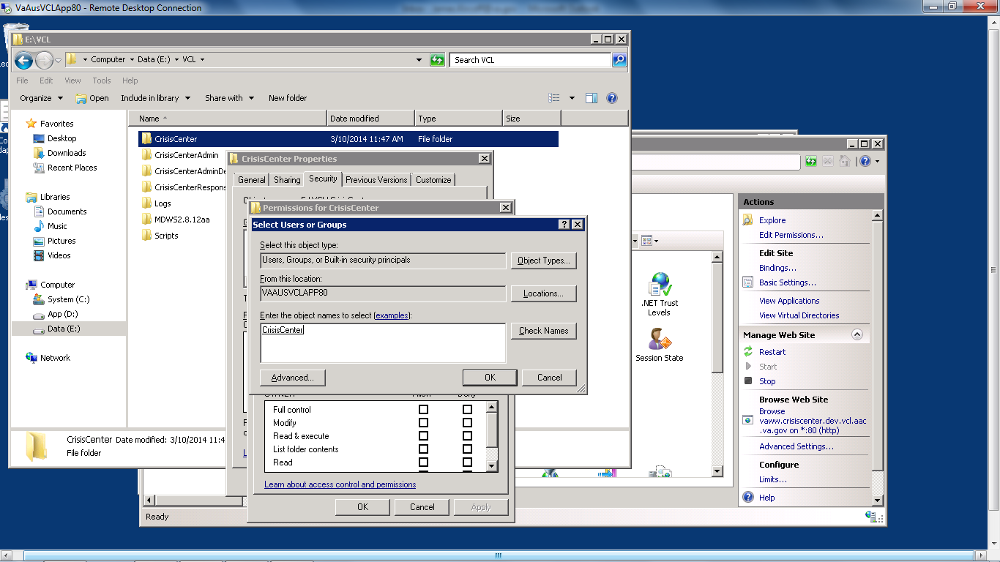 VaAusVCLApp80 - Remote Desktop Connection
E:\VCL
Computer Data (E:) VCL
Search VCL
File Edit View Tools Help
Organize Open Include in library Share with New folder
Name Date modified Type Size
Favorites
Desktop
Downloads
Recent Places
Libraries
Documents
Music
Pictures
Videos
Computer
System (C:)
App (D:)
Data (E:)
Network
CrisisCenter 3/10/2014 11:47 AM File folder
CrisisCenterAdmin
CrisisCenterAdminDe
CrisisCenterRespons
Logs
MDWS2.8.12aa
Scripts
CrisisCenter Date modified: 3/10/2014 11:4
File folder
CrisisCenter Properties
General Sharing Security Previous Versions Customize
Permissions for CrisisCenter
Select Users or Groups
Select this object type:
Users, Groups, or Built-in security principals
Object Types...
From this location:
VAAUSVCLAPP80
Locations...
Enter the object names to select (examples):
CrisisCenter
Check Names
Advanced...
OK
Cancel
Full control
Modify
Read & execute
List folder contents
Read
Learn about access control and permissions
OK
Cancel
Apply
.NET Trust
Levels
Session State
Ready
Actions
Explore
Edit Permissions...
Edit Site
Bindings...
Basic Settings...
View Applications
View Virtual Directories
Manage Web Site
Restart
Start
Stop
Browse Web Site
Browse
vaww.crisiscenter.dev.vcl.aac
.va.gov on *:80 (http)
Advanced Settings...
Configure
Limits...
Help